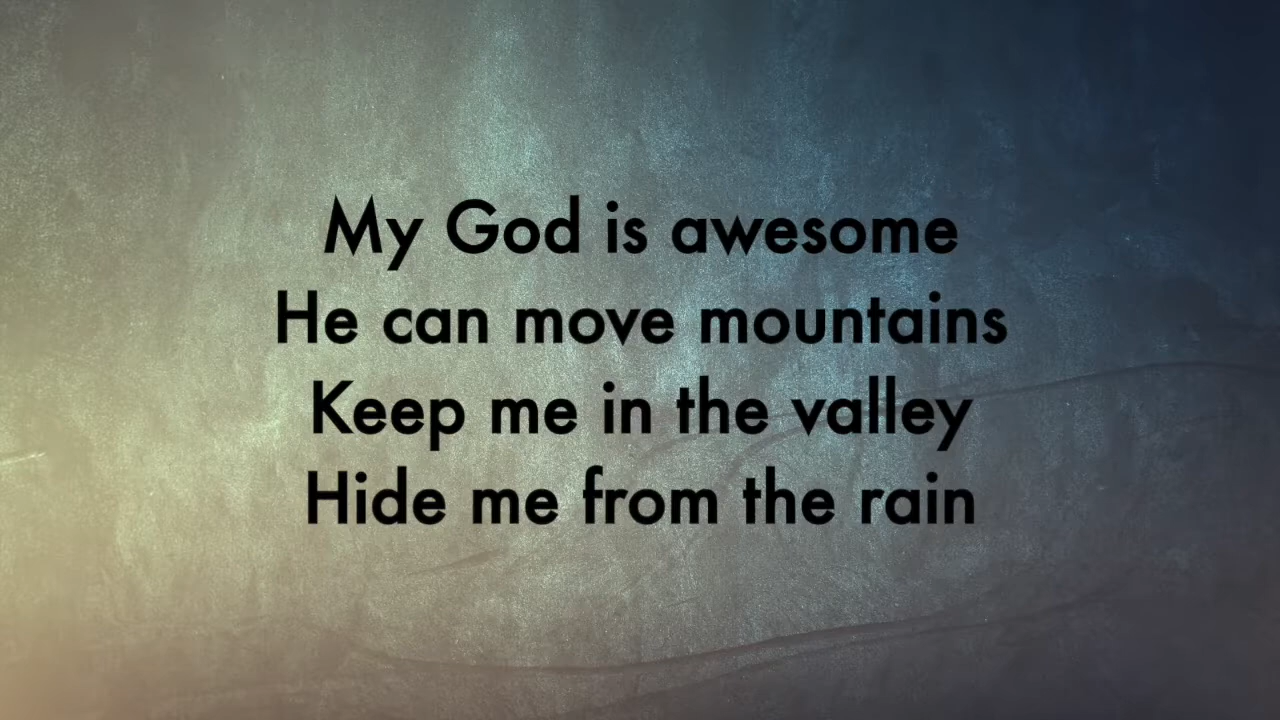 My God is awesome
He can move mountains
Keep me in the valley
Hide me from the rain